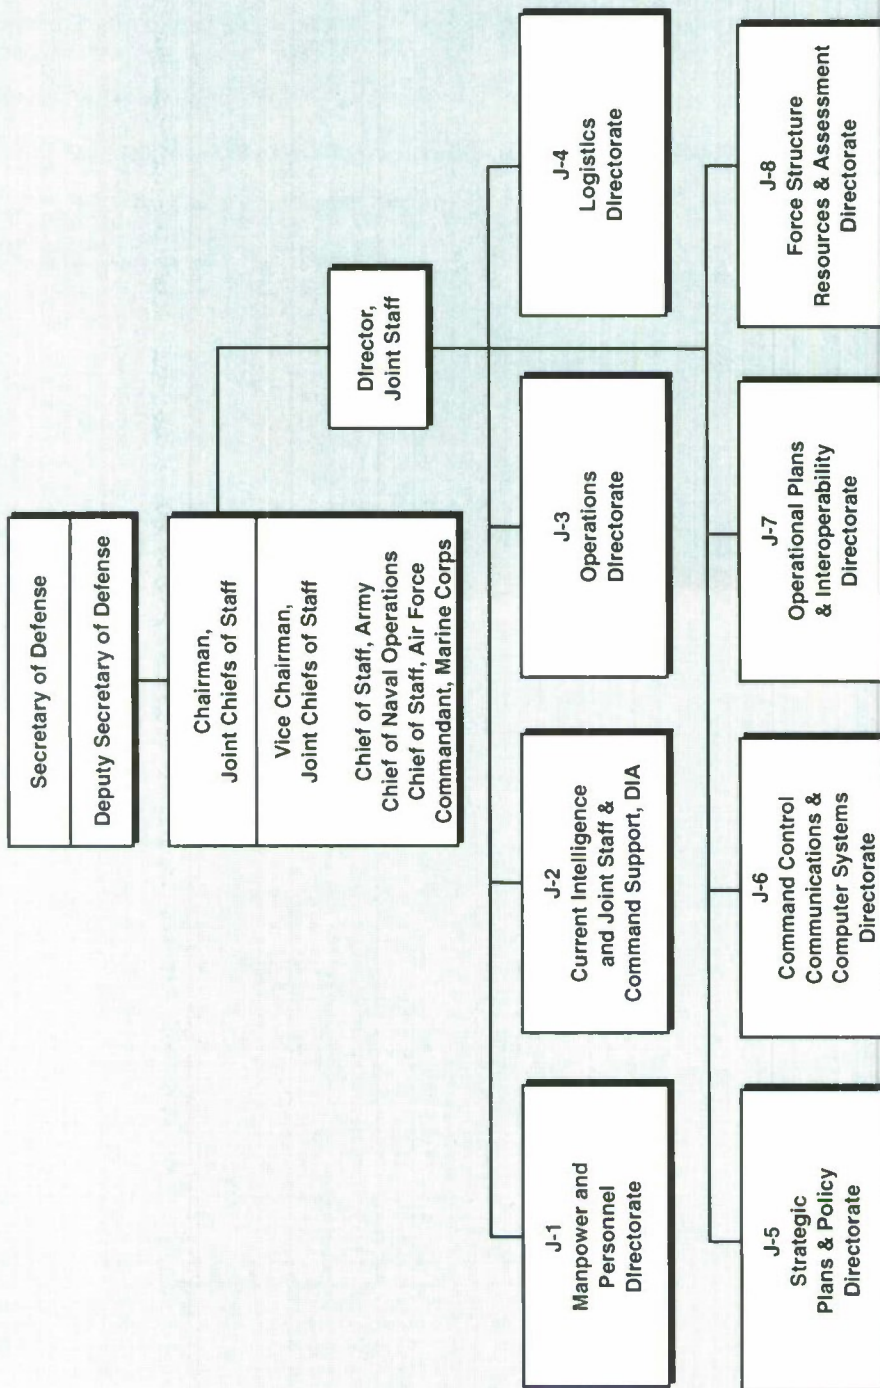 Secretary of Defense
Deputy Secretary of Defense
Chairman,
Joint Chiefs of Staff
Vice Chairman,
Joint Chiefs of Staff
Chief of Staff, Army
Chief of Naval Operations
Chief of Staff, Air Force
Commandant, Marine Corps
Director,
Joint Staff
J-1
Manpower and
Personnel
Directorate
J-2
Current Intelligence
and Joint Staff &
Command Support, DIA
J-3
Operations
Directorate
J-4
Logistics
Directorate
J-5
Strategic
Plans & Policy
Directorate
J-6
Command Control
Communications &
Computer Systems
Directorate
J-7
Operational Plans
& Interoperability
Directorate
J-8
Force Structure
Resources & Assessment
Directorate